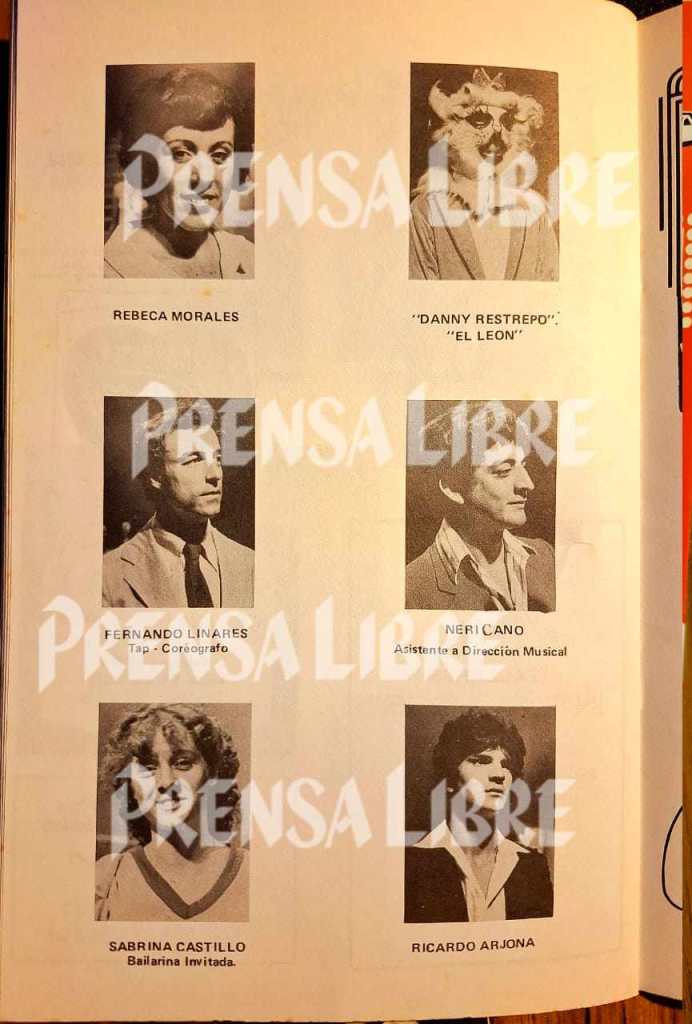 PRENSA LIBRE
REBECA MORALES
"DANNY RESTREPO".
"EL LEON"
PRENSA LIBRE
FERNANDO LINARES
Tap - Coréografo
NERI CANO
Asistente a Dirección Musical
PRENSA LIBRE
PRENSA LIBRE
SABRINA CASTILLO
Bailarina Invitada.
RICARDO ARJONA